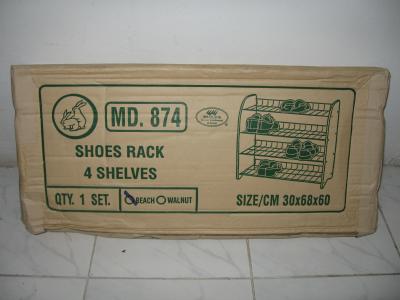 MD. 874
SHOES RACK
4 SHELVES
QTY. 1 SET.
BEACH WALNUT
SIZE/CM 30x68x60